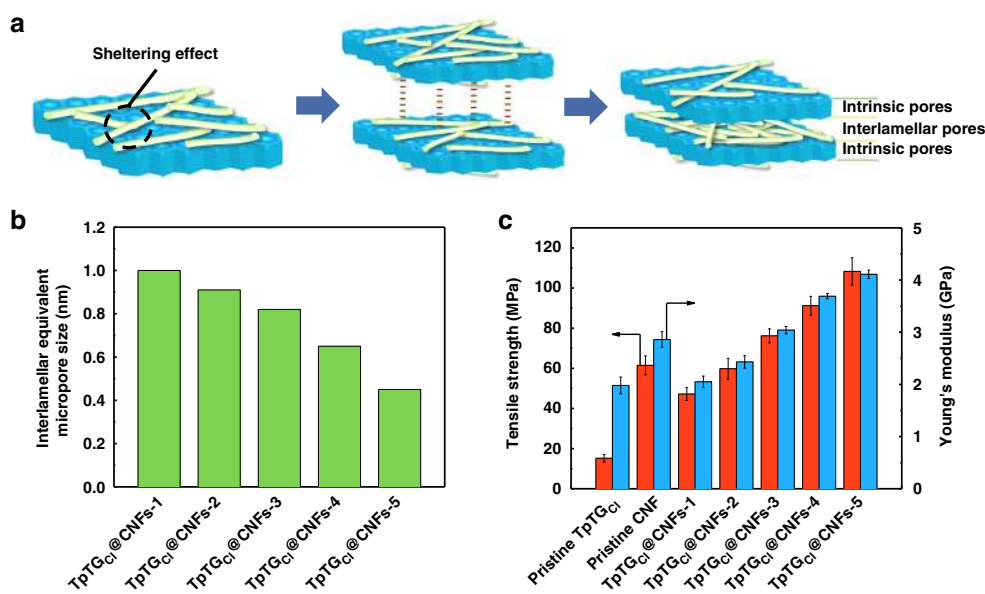 a
Sheltering effect
Intrinsic pores
Interlamellar pores
Intrinsic pores
b
Interlamellar equivalent
micropore size (nm)
1.2
1.0
0.8
0.6
0.4
0.2
0.0
TpTGCl@CNFs-1
TpTGCl@CNFs-2
TpTGCl@CNFs-3
TpTGCl@CNFs-4
TpTGCl@CNFs-5
c
Tensile strength (MPa)
120
100
80
60
40
20
0
5
4
3
2
1
0
Young's modulus (GPa)
Pristine TpTGCl
Pristine CNF
TpTGCl@CNFs-1
TpTGCl@CNFs-2
TpTGCl@CNFs-3
TpTGCl@CNFs-4
TpTGCl@CNFs-5